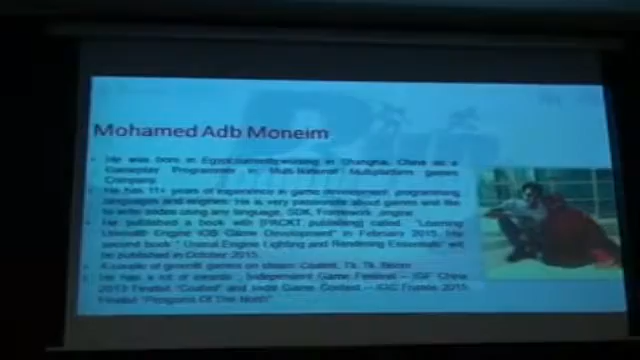 Mohamed Adb Moneim
He was born in Egypt,currently,working in Shanghai, China as a
Gameplay Programmer in Multi-National Multiplatform games
Company.
He has 11+ years of experience in game development, programming
languages and engines. He is very passionate about games and like
to write codes using any language, SDK, Framework, engine.
He published a book with [PACKT publishing] called: "Learning
Unreal® Engine iOS Game Development" in February 2015. His
second book " Unreal Engine Lighting and Rendering Essentials" will
be published in October 2015.
A couple of games on steam:
He has a lot of awards: [Independent Game Festival – IGF China
2013 Finalist "Coated" and Indie Game Contest – IGC France 2015
Finalist "Penguins Of The North"